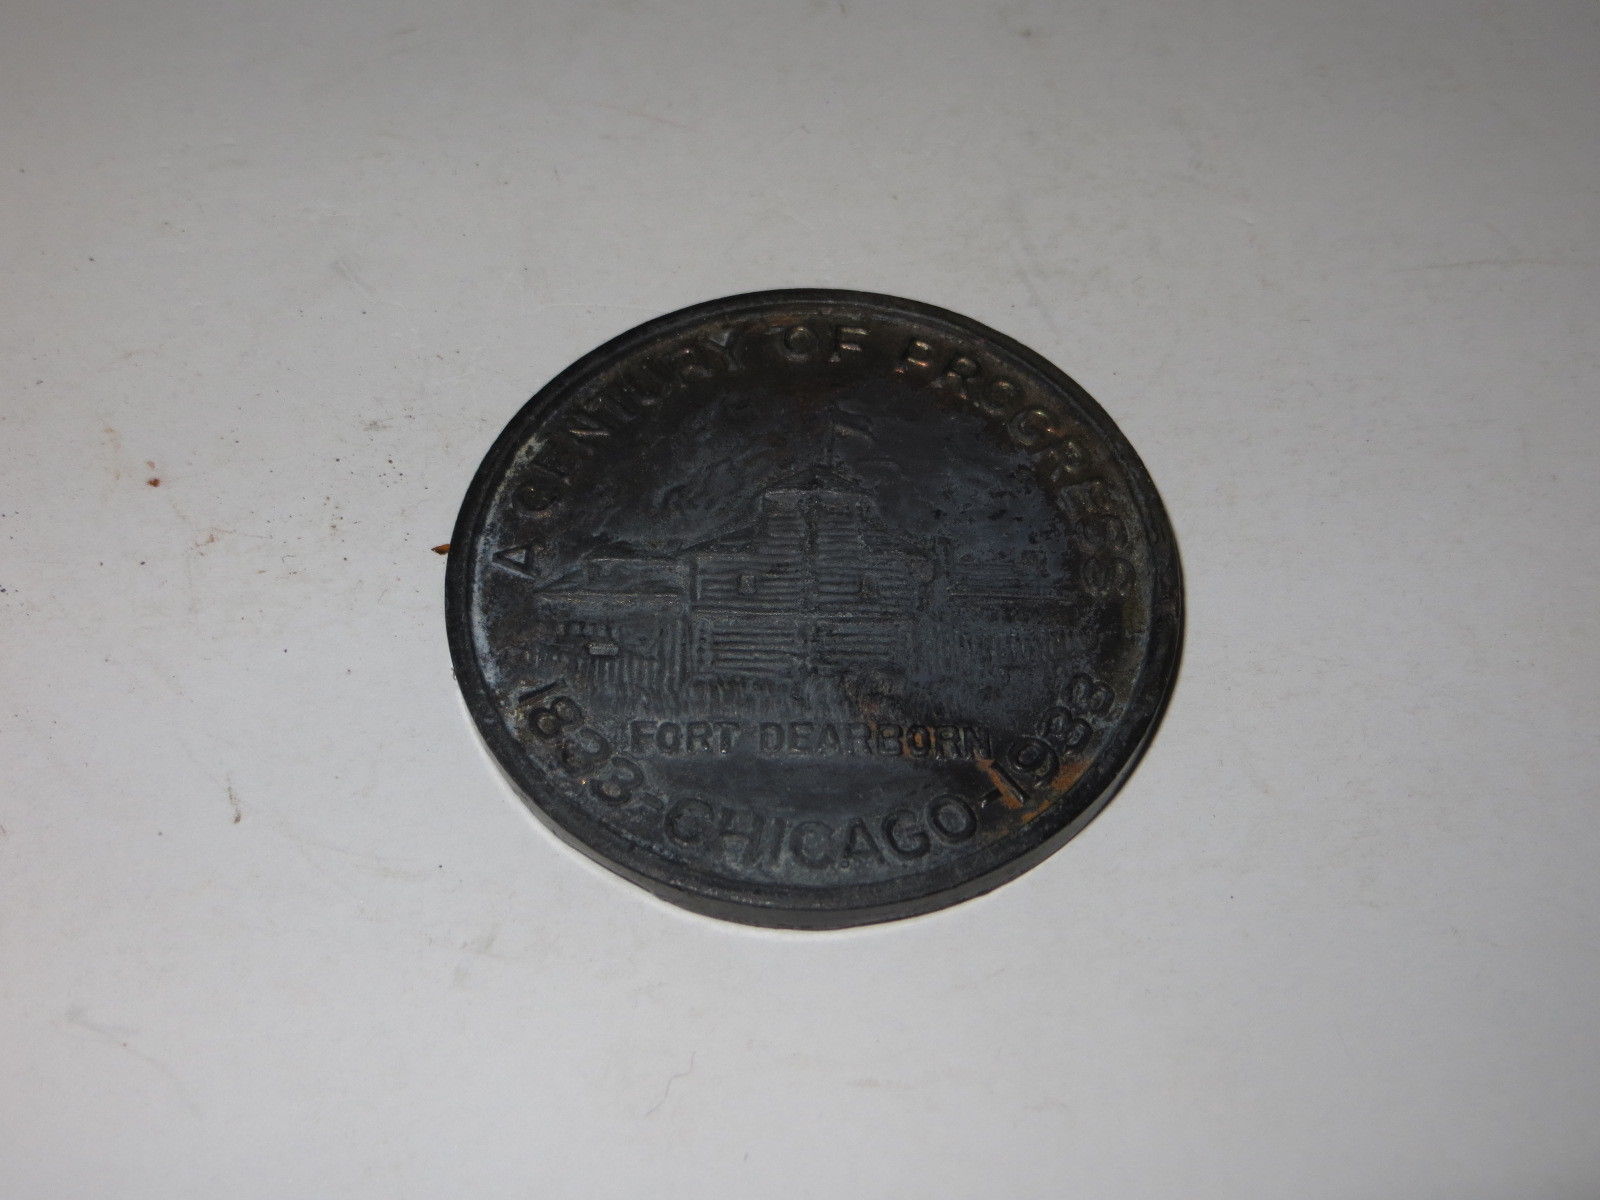 A CENTURY OF PROGRESS
FORT DEARBORN
1833-CHICAGO-1933